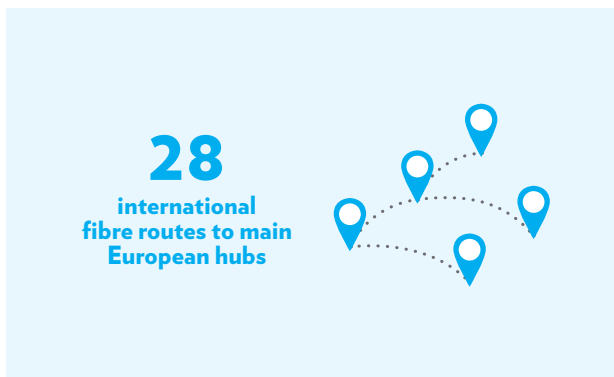 28
international
fibre routes to main
European hubs